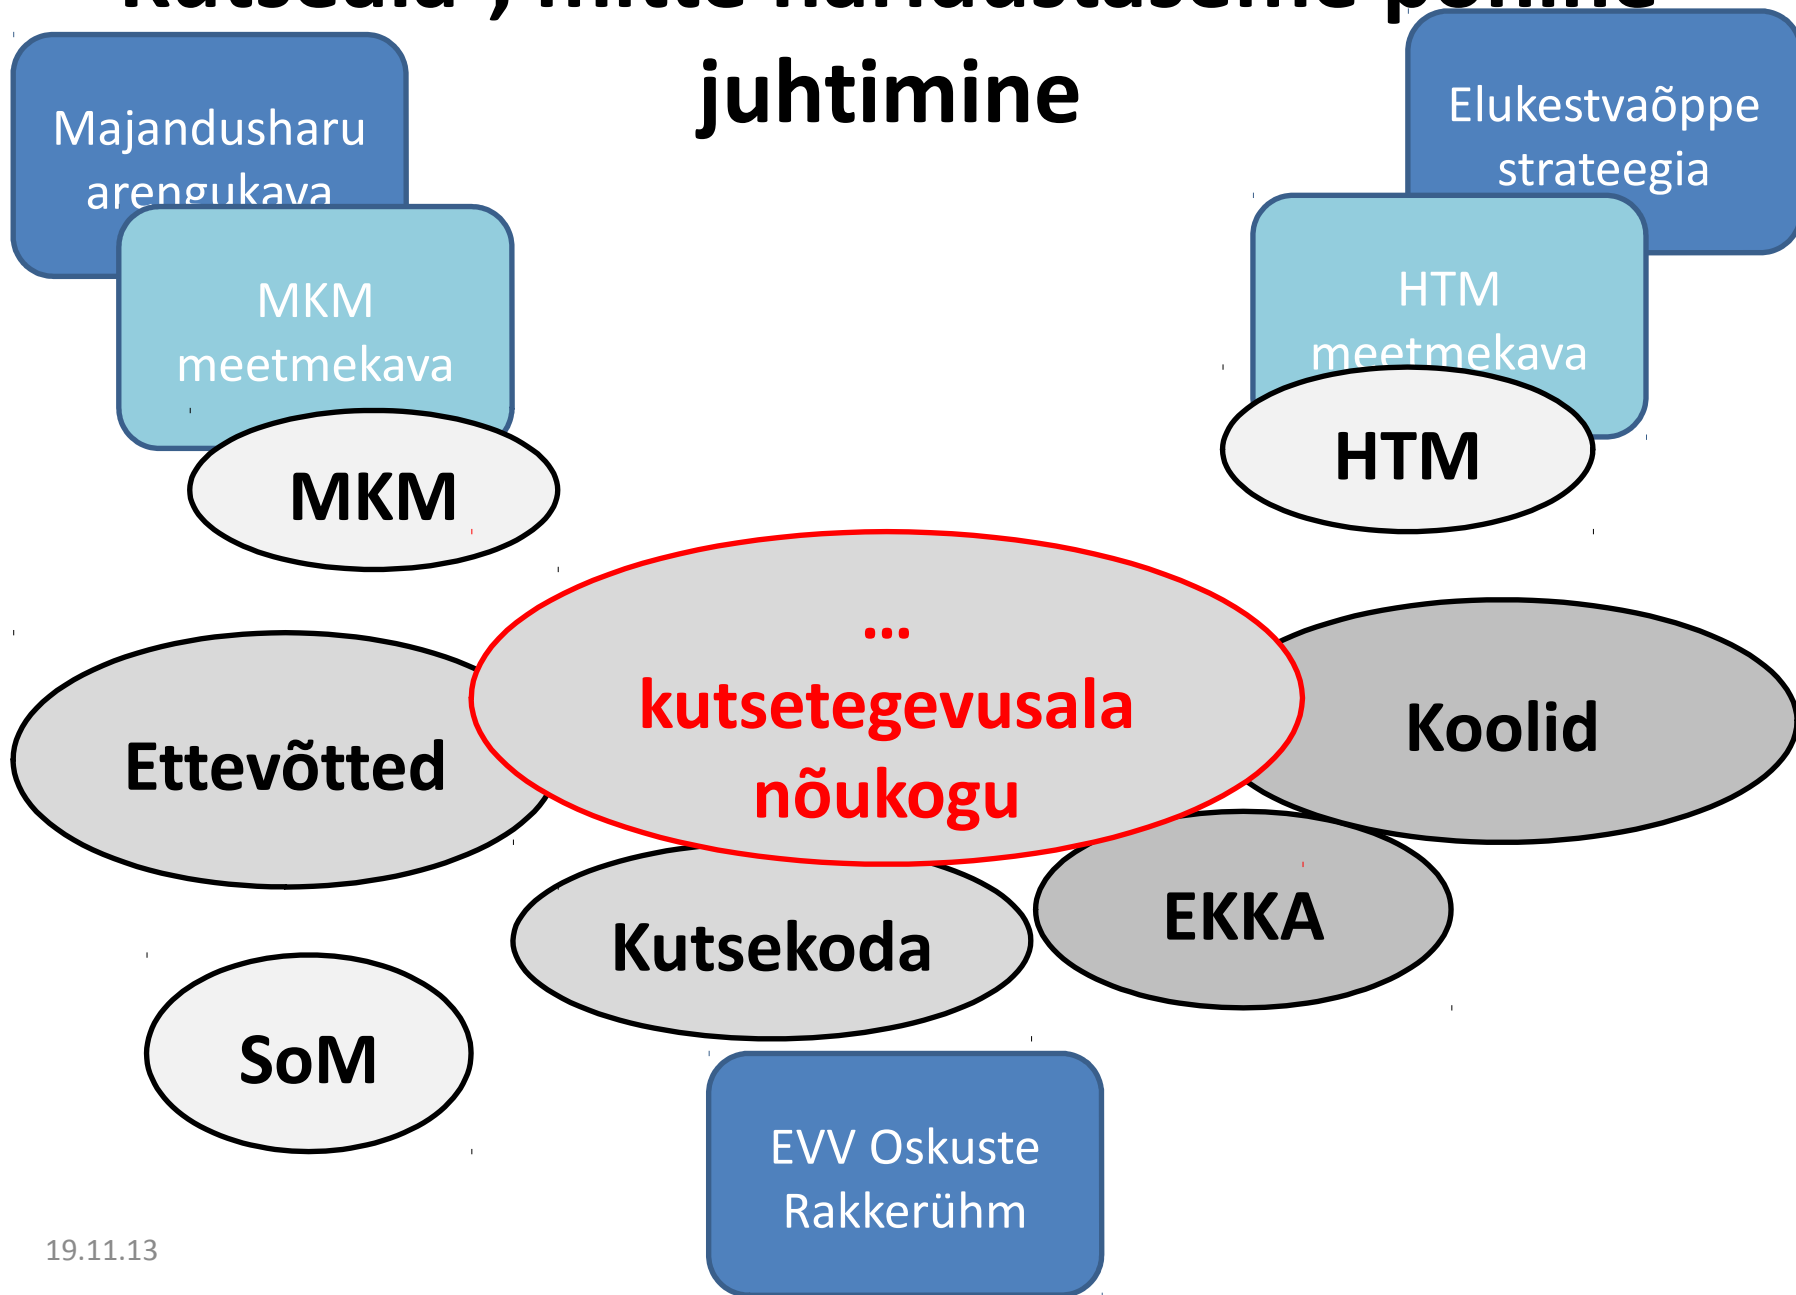 juhtimine
Majandusharu
arengukava
Elukestvaõppe
strateegia
MKM
meetmekava
HTM
meetmekava
MKM
HTM
...
kutsetegevusala
nõukogu
Ettevõtted
Koolid
Kutsekoda
EKKA
SoM
EVV Oskuste
Rakkerühm
19.11.13